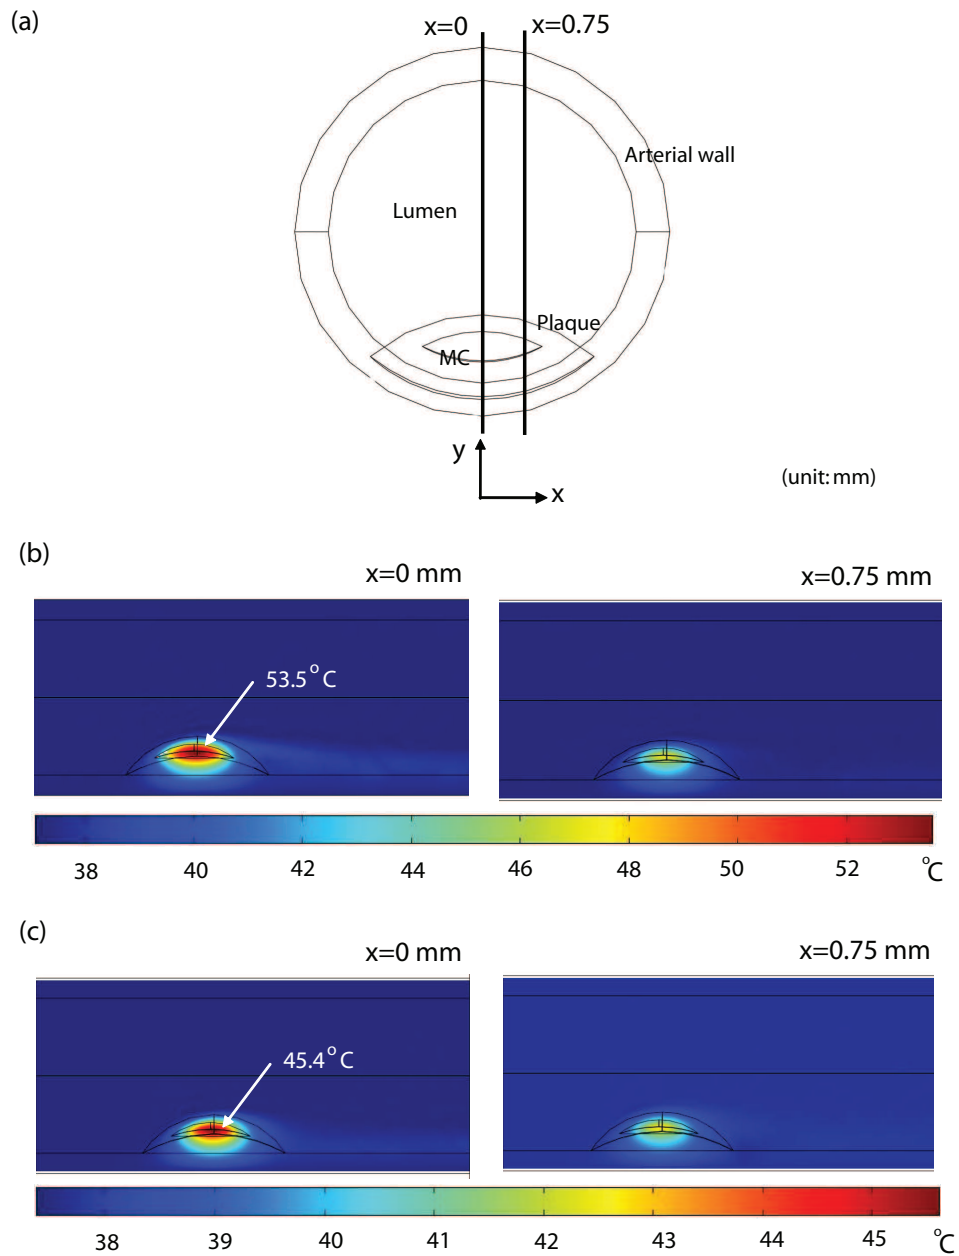 (a)
x=0
x=0.75
Arterial wall
Lumen
Plaque
MC
y
x
(unit: mm)
(b)
x=0 mm
x=0.75 mm
53.5°C
38 40 42 44 46 48 50 52 °C
(c)
x=0 mm
x=0.75 mm
45.4°C
38 39 40 41 42 43 44 45 °C